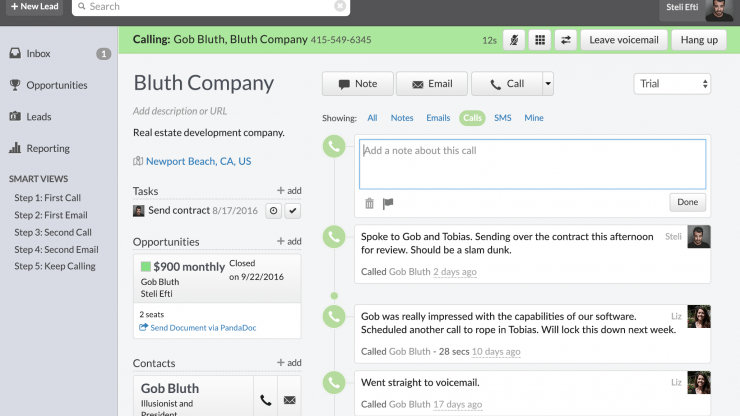 + New Lead
Search
Steli Efti
Calling: Gob Bluth, Bluth Company 415-549-6345
12s
Leave voicemail
Hang up
Inbox
1
Opportunities
Leads
Reporting
SMART VIEWS
Step 1: First Call
Step 2: First Email
Step 3: Second Call
Step 4: Second Email
Step 5: Keep Calling
Bluth Company
Add description or URL
Real estate development company.
Newport Beach, CA, US
Tasks
+ add
Send contract 8/17/2016
Opportunities
+ add
$900 monthly
Closed
on 9/22/2016
Gob Bluth
Steli Efti
2 seats
Send Document via PandaDoc
Contacts
+ add
Gob Bluth
Illusionist and
President
Note
Email
Call
Trial
Showing: All Notes Emails Calls SMS Mine
Add a note about this call
Done
Spoke to Gob and Tobias. Sending over the contract this afternoon
for review. Should be a slam dunk.
Steli
Called Gob Bluth 2 days ago
Gob was really impressed with the capabilities of our software.
Scheduled another call to rope in Tobias. Will lock this down next week.
Liz
Called Gob Bluth - 28 secs 10 days ago
Went straight to voicemail.
Liz
Called Gob Bluth 17 days ago